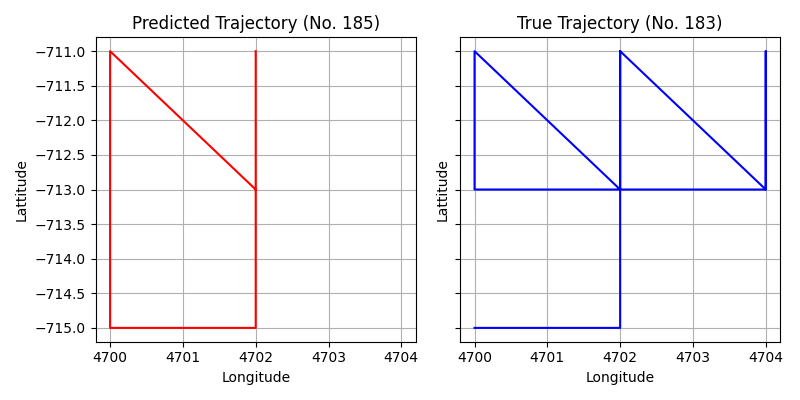 Predicted Trajectory (No. 185)
True Trajectory (No. 183)
−711.0
−711.5
−712.0
−712.5
−713.0
−713.5
−714.0
−714.5
−715.0
Lattitude
Lattitude
4700 4701 4702 4703 4704
4700 4701 4702 4703 4704
Longitude
Longitude